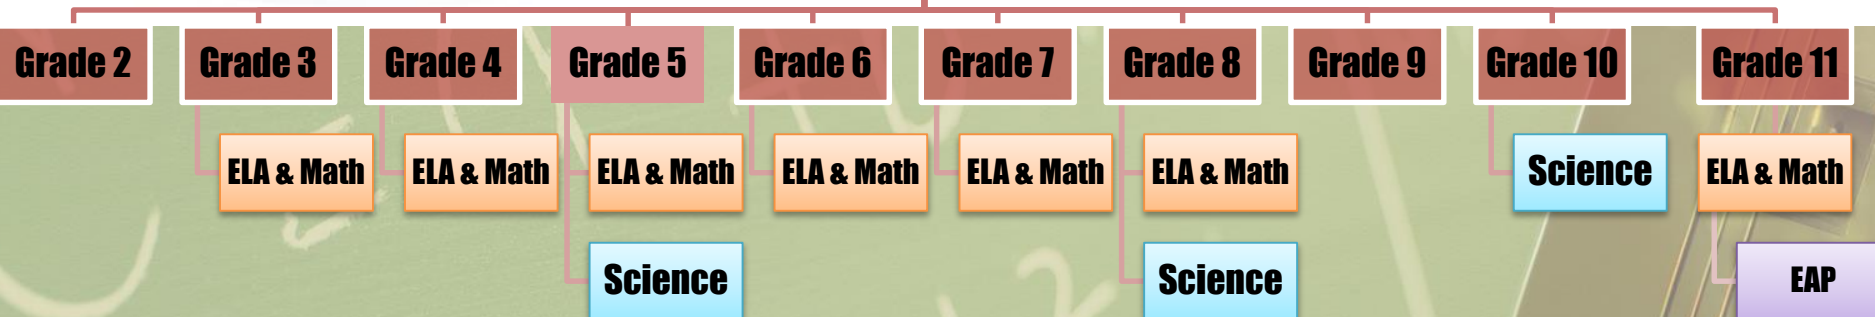 Grade 2
Grade 3
Grade 4
Grade 5
Grade 6
Grade 7
Grade 8
Grade 9
Grade 10
Grade 11
ELA & Math
ELA & Math
ELA & Math
ELA & Math
ELA & Math
ELA & Math
Science
ELA & Math
Science
Science
EAP